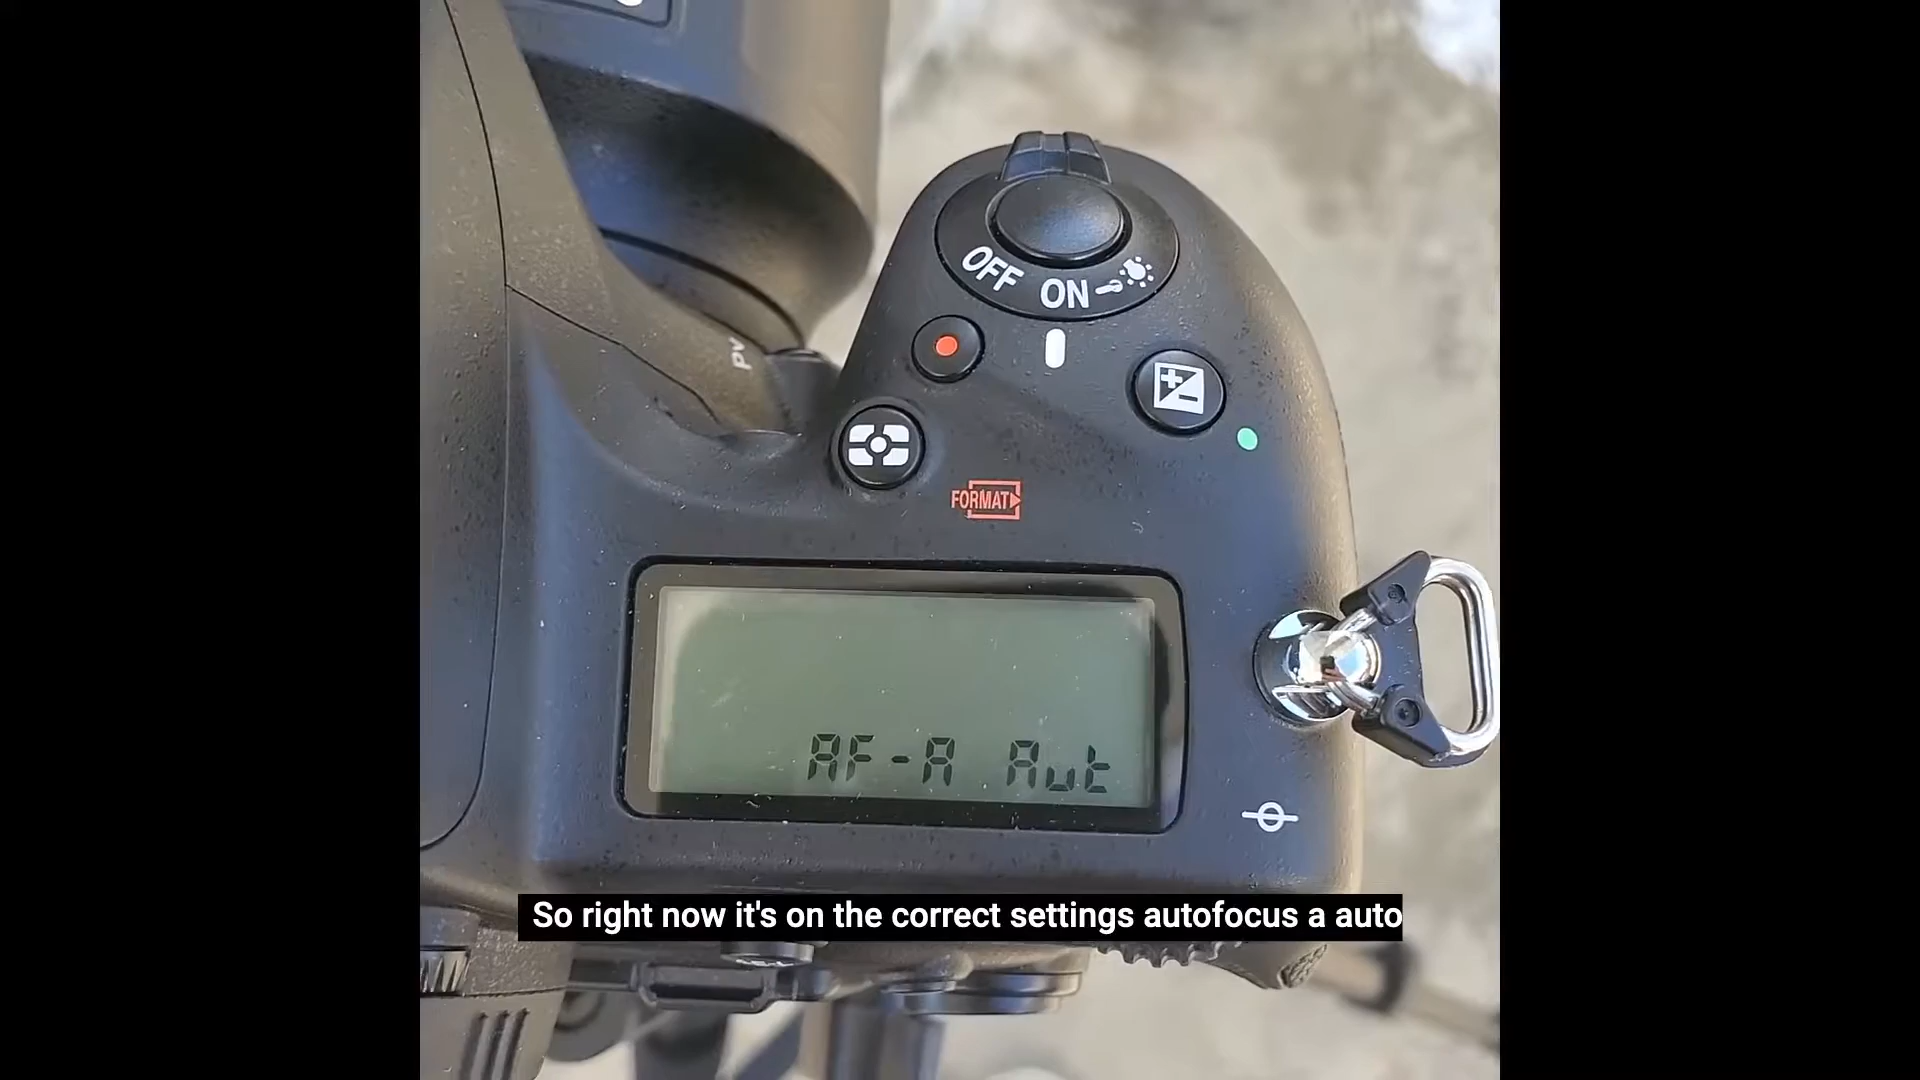 OFF ON
PV
FORMAT
AF-A Aut
So right now it's on the correct settings autofocus a auto